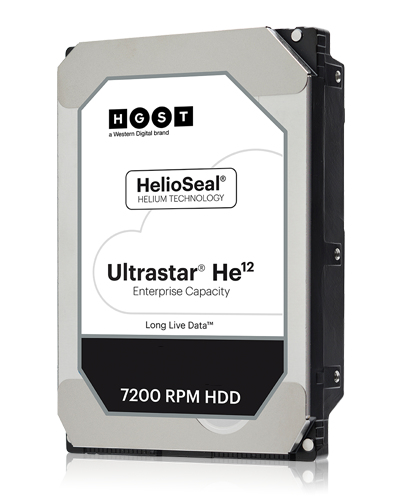 HGST
a Western Digital brand
HelioSeal®
HELIUM TECHNOLOGY
Ultrastar® He¹²
Enterprise Capacity
Long Live Data™
7200 RPM HDD